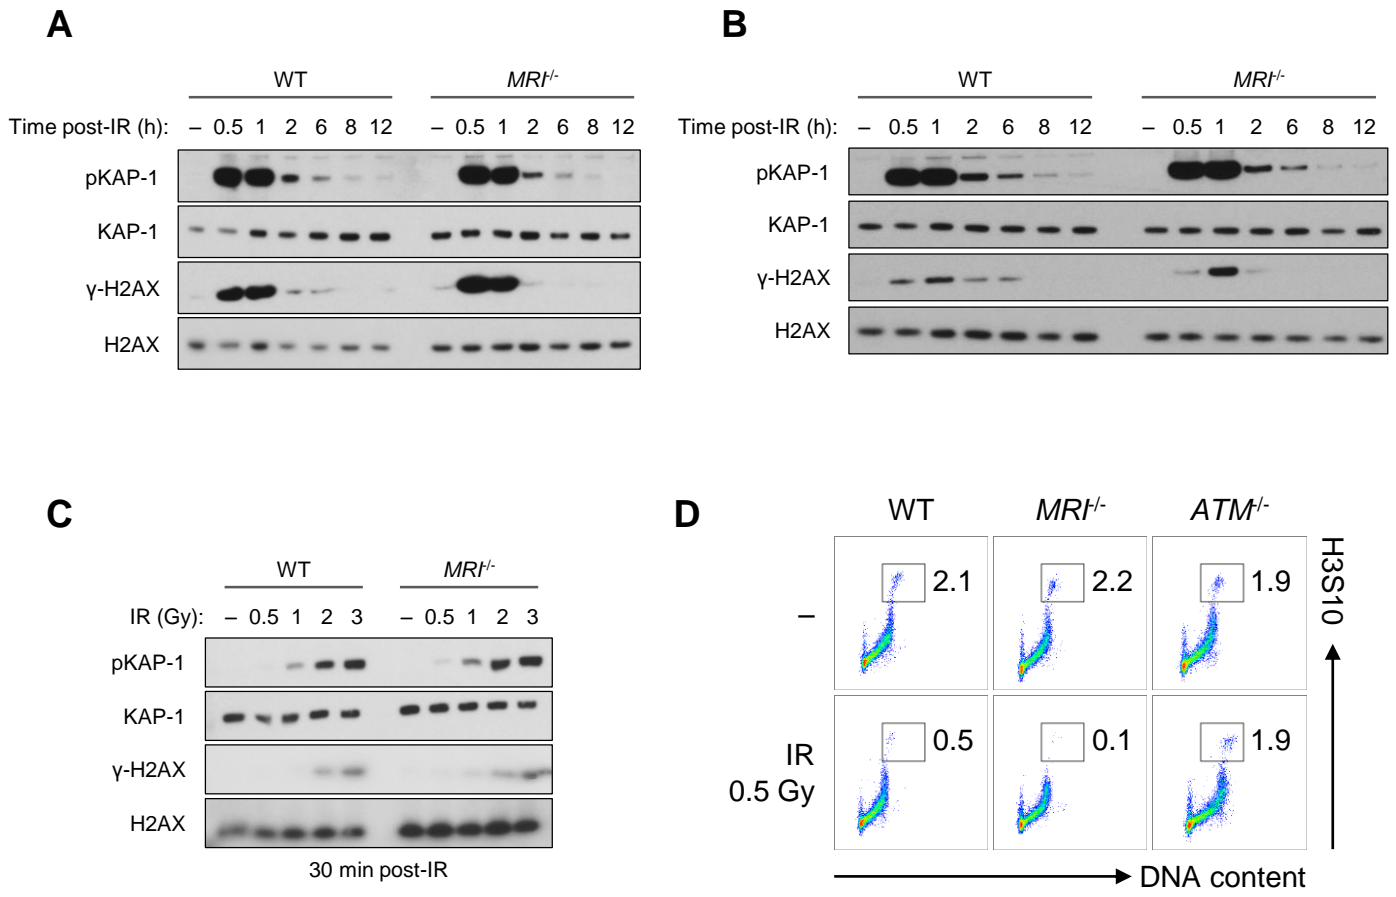 A
WT MRI-/-
Time post-IR (h): – 0.5 1 2 6 8 12 – 0.5 1 2 6 8 12
pKAP-1
KAP-1
γ-H2AX
H2AX
B
WT MRI-/-
Time post-IR (h): – 0.5 1 2 6 8 12 – 0.5 1 2 6 8 12
pKAP-1
KAP-1
γ-H2AX
H2AX
C
WT MRI-/-
IR (Gy): – 0.5 1 2 3 – 0.5 1 2 3
pKAP-1
KAP-1
γ-H2AX
H2AX
30 min post-IR
D
WT MRI-/- ATM-/-
– 2.1 2.2 1.9
IR
0.5 Gy
0.5 0.1 1.9
H3S10
DNA content